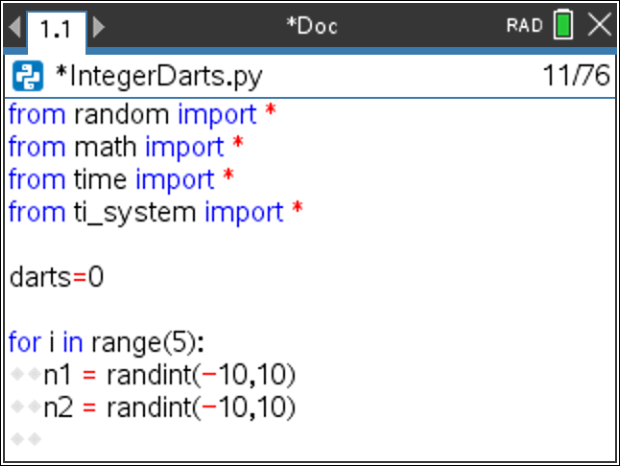 1.1 *Doc RAD
*IntegerDarts.py 11/76
from random import *
from math import *
from time import *
from ti_system import *
darts=0
for i in range(5):
n1 = randint(−10,10)
n2 = randint(−10,10)